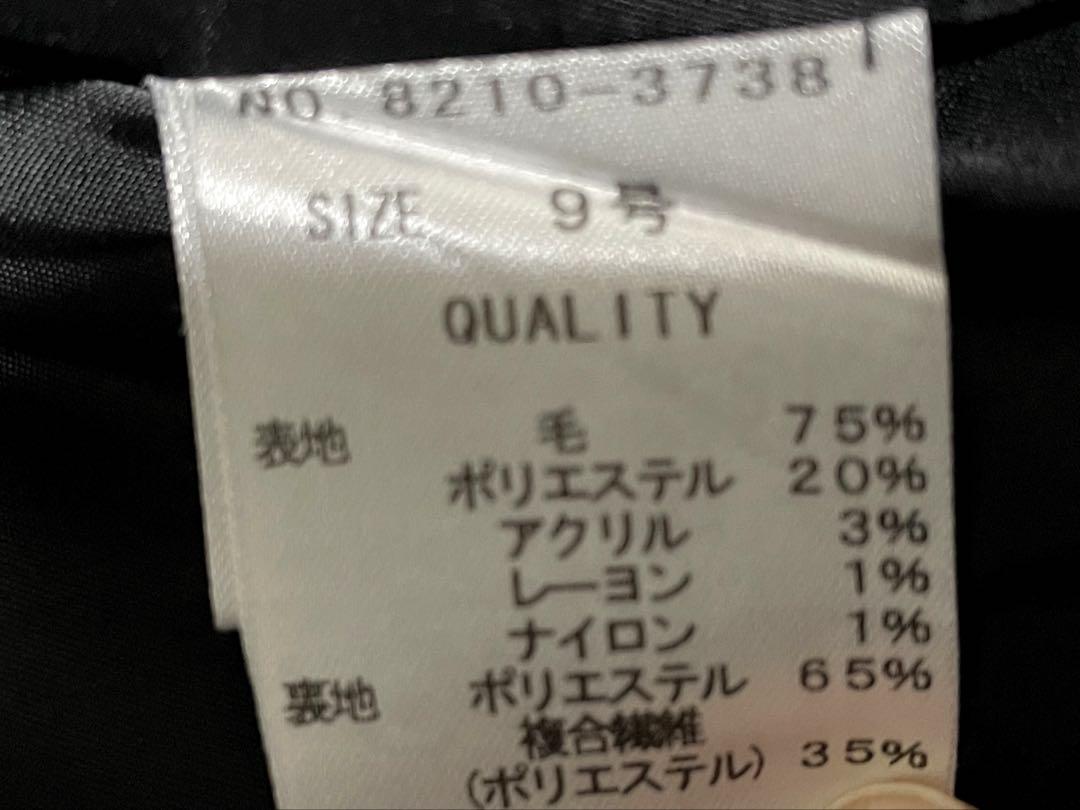 NO. 8210-3738
SIZE 9号
QUALITY
表地 毛 75%
ポリエステル 20%
アクリル 3%
レーヨン 1%
ナイロン 1%
裏地 ポリエステル 65%
複合繊維
(ポリエステル) 35%